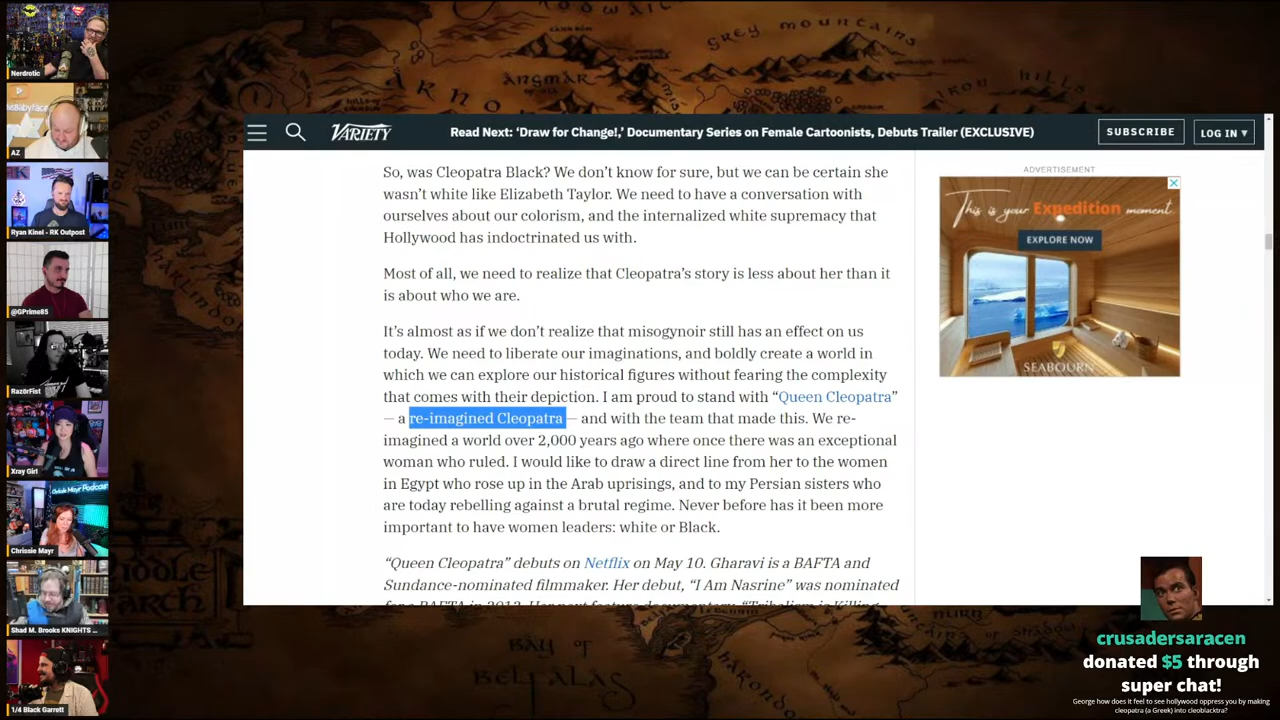 Nerdrotic
AZ
Ryan Kinel - RK Outpost
@GPrime85
Raz0rFist
Xray Girl
Chrissie Mayr
Shad M. Brooks KNIGHTS ...
1/4 Black Garrett
GREY MOUNTAINS
ANGMAR
VARIETY
Read Next: ‘Draw for Change!,’ Documentary Series on Female Cartoonists, Debuts Trailer (EXCLUSIVE)
SUBSCRIBE
LOG IN ▾
So, was Cleopatra Black? We don’t know for sure, but we can be certain she
wasn’t white like Elizabeth Taylor. We need to have a conversation with
ourselves about our colorism, and the internalized white supremacy that
Hollywood has indoctrinated us with.
Most of all, we need to realize that Cleopatra’s story is less about her than it
is about who we are.
It’s almost as if we don’t realize that misogynoir still has an effect on us
today. We need to liberate our imaginations, and boldly create a world in
which we can explore our historical figures without fearing the complexity
that comes with their depiction. I am proud to stand with “Queen Cleopatra”
— a re-imagined Cleopatra — and with the team that made this. We re-
imagined a world over 2,000 years ago where once there was an exceptional
woman who ruled. I would like to draw a direct line from her to the women
in Egypt who rose up in the Arab uprisings, and to my Persian sisters who
are today rebelling against a brutal regime. Never before has it been more
important to have women leaders: white or Black.
“Queen Cleopatra” debuts on Netflix on May 10. Gharavi is a BAFTA and
Sundance-nominated filmmaker. Her debut, “I Am Nasrine” was nominated
ADVERTISEMENT
This is your Expedition moment.
EXPLORE NOW
SEABOURN
BAY OF
crusadersaracen
donated $5 through
super chat!
George how does it feel to see hollywood oppress you by making
cleopatra (a Greek) into cleoblacktra?